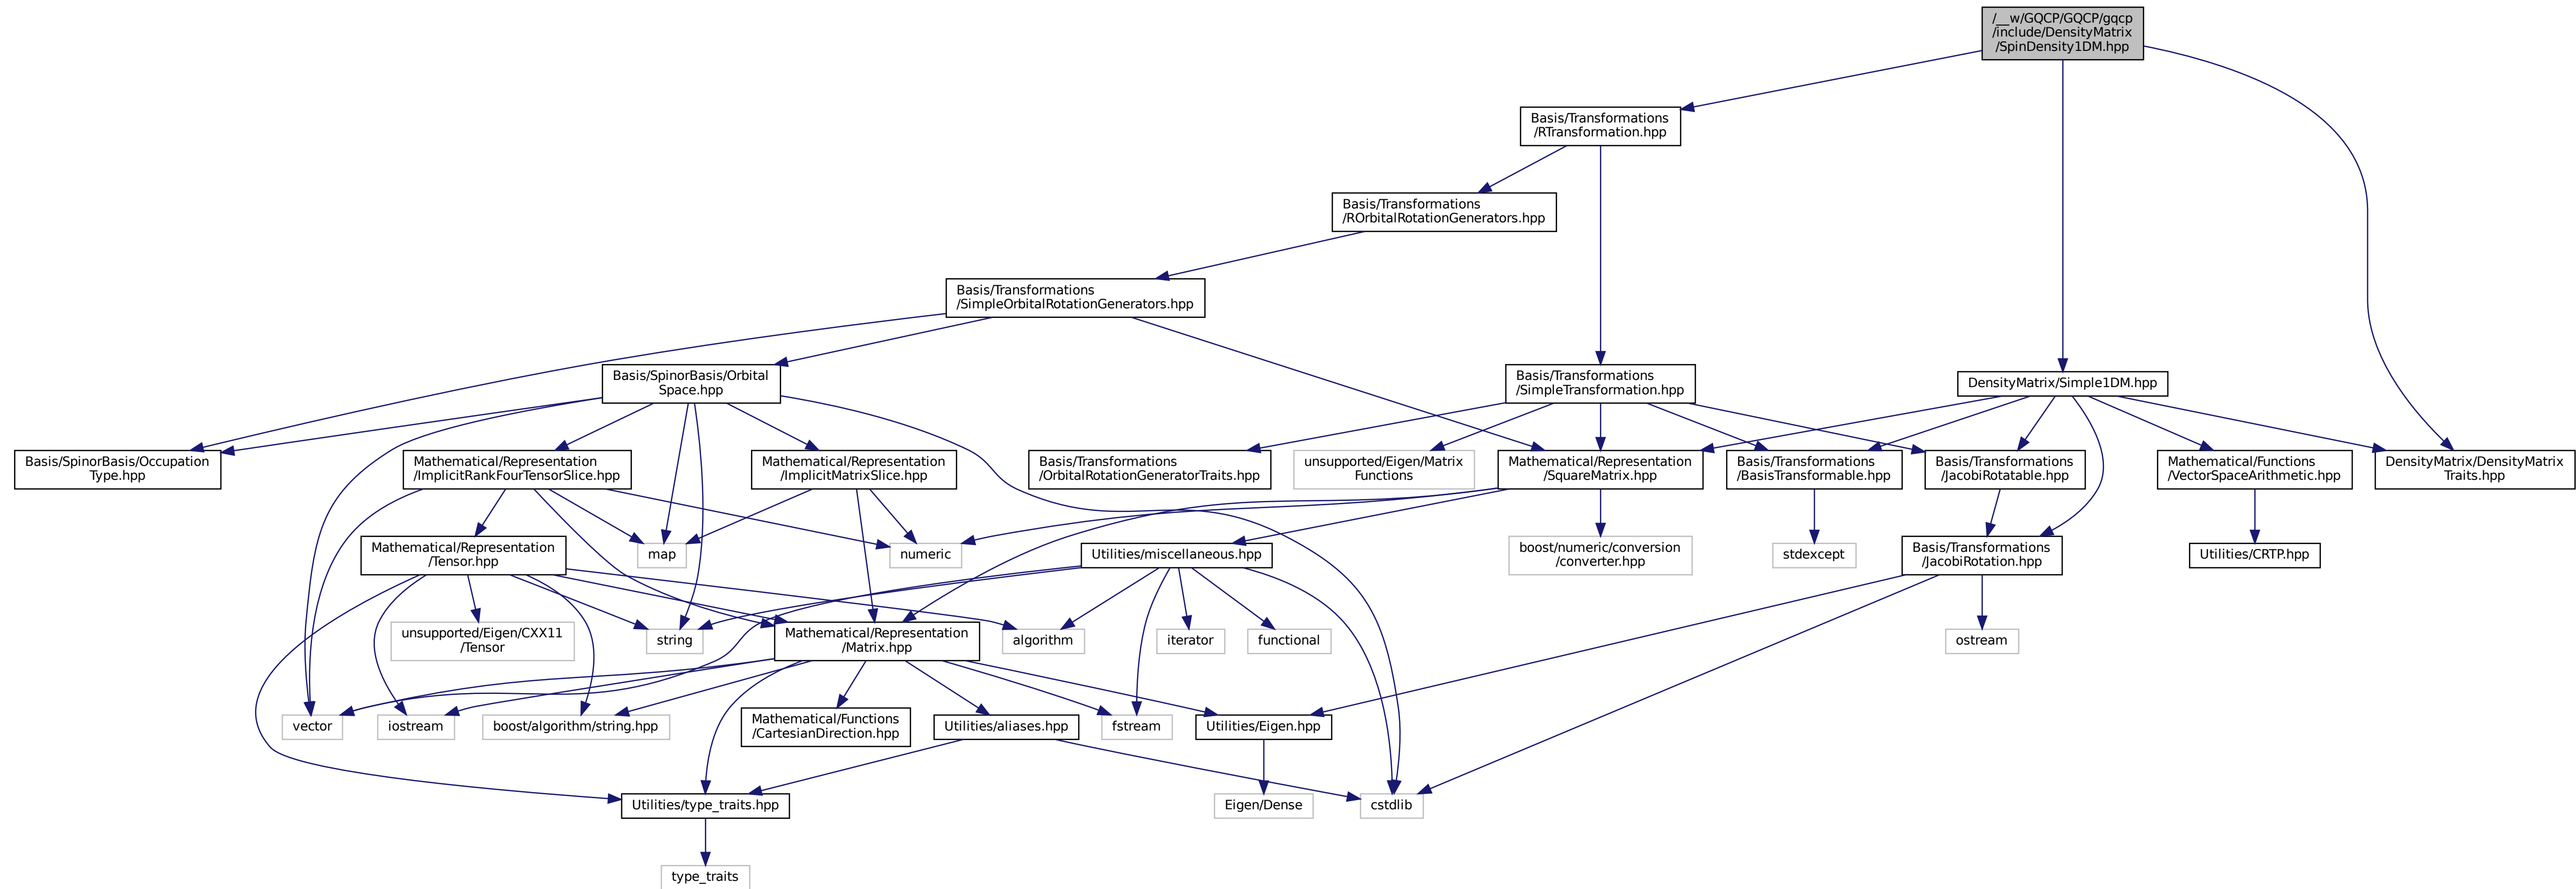 /__w/GQCP/GQCP/gqcp
/include/DensityMatrix
/SpinDensity1DM.hpp
Basis/Transformations
/RTransformation.hpp
Basis/Transformations
/ROrbitalRotationGenerators.hpp
Basis/Transformations
/SimpleOrbitalRotationGenerators.hpp
Basis/SpinorBasis/Orbital
Space.hpp
Basis/Transformations
/SimpleTransformation.hpp
DensityMatrix/Simple1DM.hpp
Basis/SpinorBasis/Occupation
Type.hpp
Mathematical/Representation
/ImplicitRankFourTensorSlice.hpp
Mathematical/Representation
/ImplicitMatrixSlice.hpp
Basis/Transformations
/OrbitalRotationGeneratorTraits.hpp
unsupported/Eigen/Matrix
Functions
Mathematical/Representation
/SquareMatrix.hpp
Basis/Transformations
/BasisTransformable.hpp
Basis/Transformations
/JacobiRotatable.hpp
Mathematical/Functions
/VectorSpaceArithmetic.hpp
DensityMatrix/DensityMatrix
Traits.hpp
Mathematical/Representation
/Tensor.hpp
map
numeric
Utilities/miscellaneous.hpp
boost/numeric/conversion
/converter.hpp
stdexcept
Basis/Transformations
/JacobiRotation.hpp
Utilities/CRTP.hpp
unsupported/Eigen/CXX11
/Tensor
string
Mathematical/Representation
/Matrix.hpp
algorithm
iterator
functional
ostream
vector
iostream
boost/algorithm/string.hpp
Mathematical/Functions
/CartesianDirection.hpp
Utilities/aliases.hpp
fstream
Utilities/Eigen.hpp
Utilities/type_traits.hpp
Eigen/Dense
cstdlib
type_traits